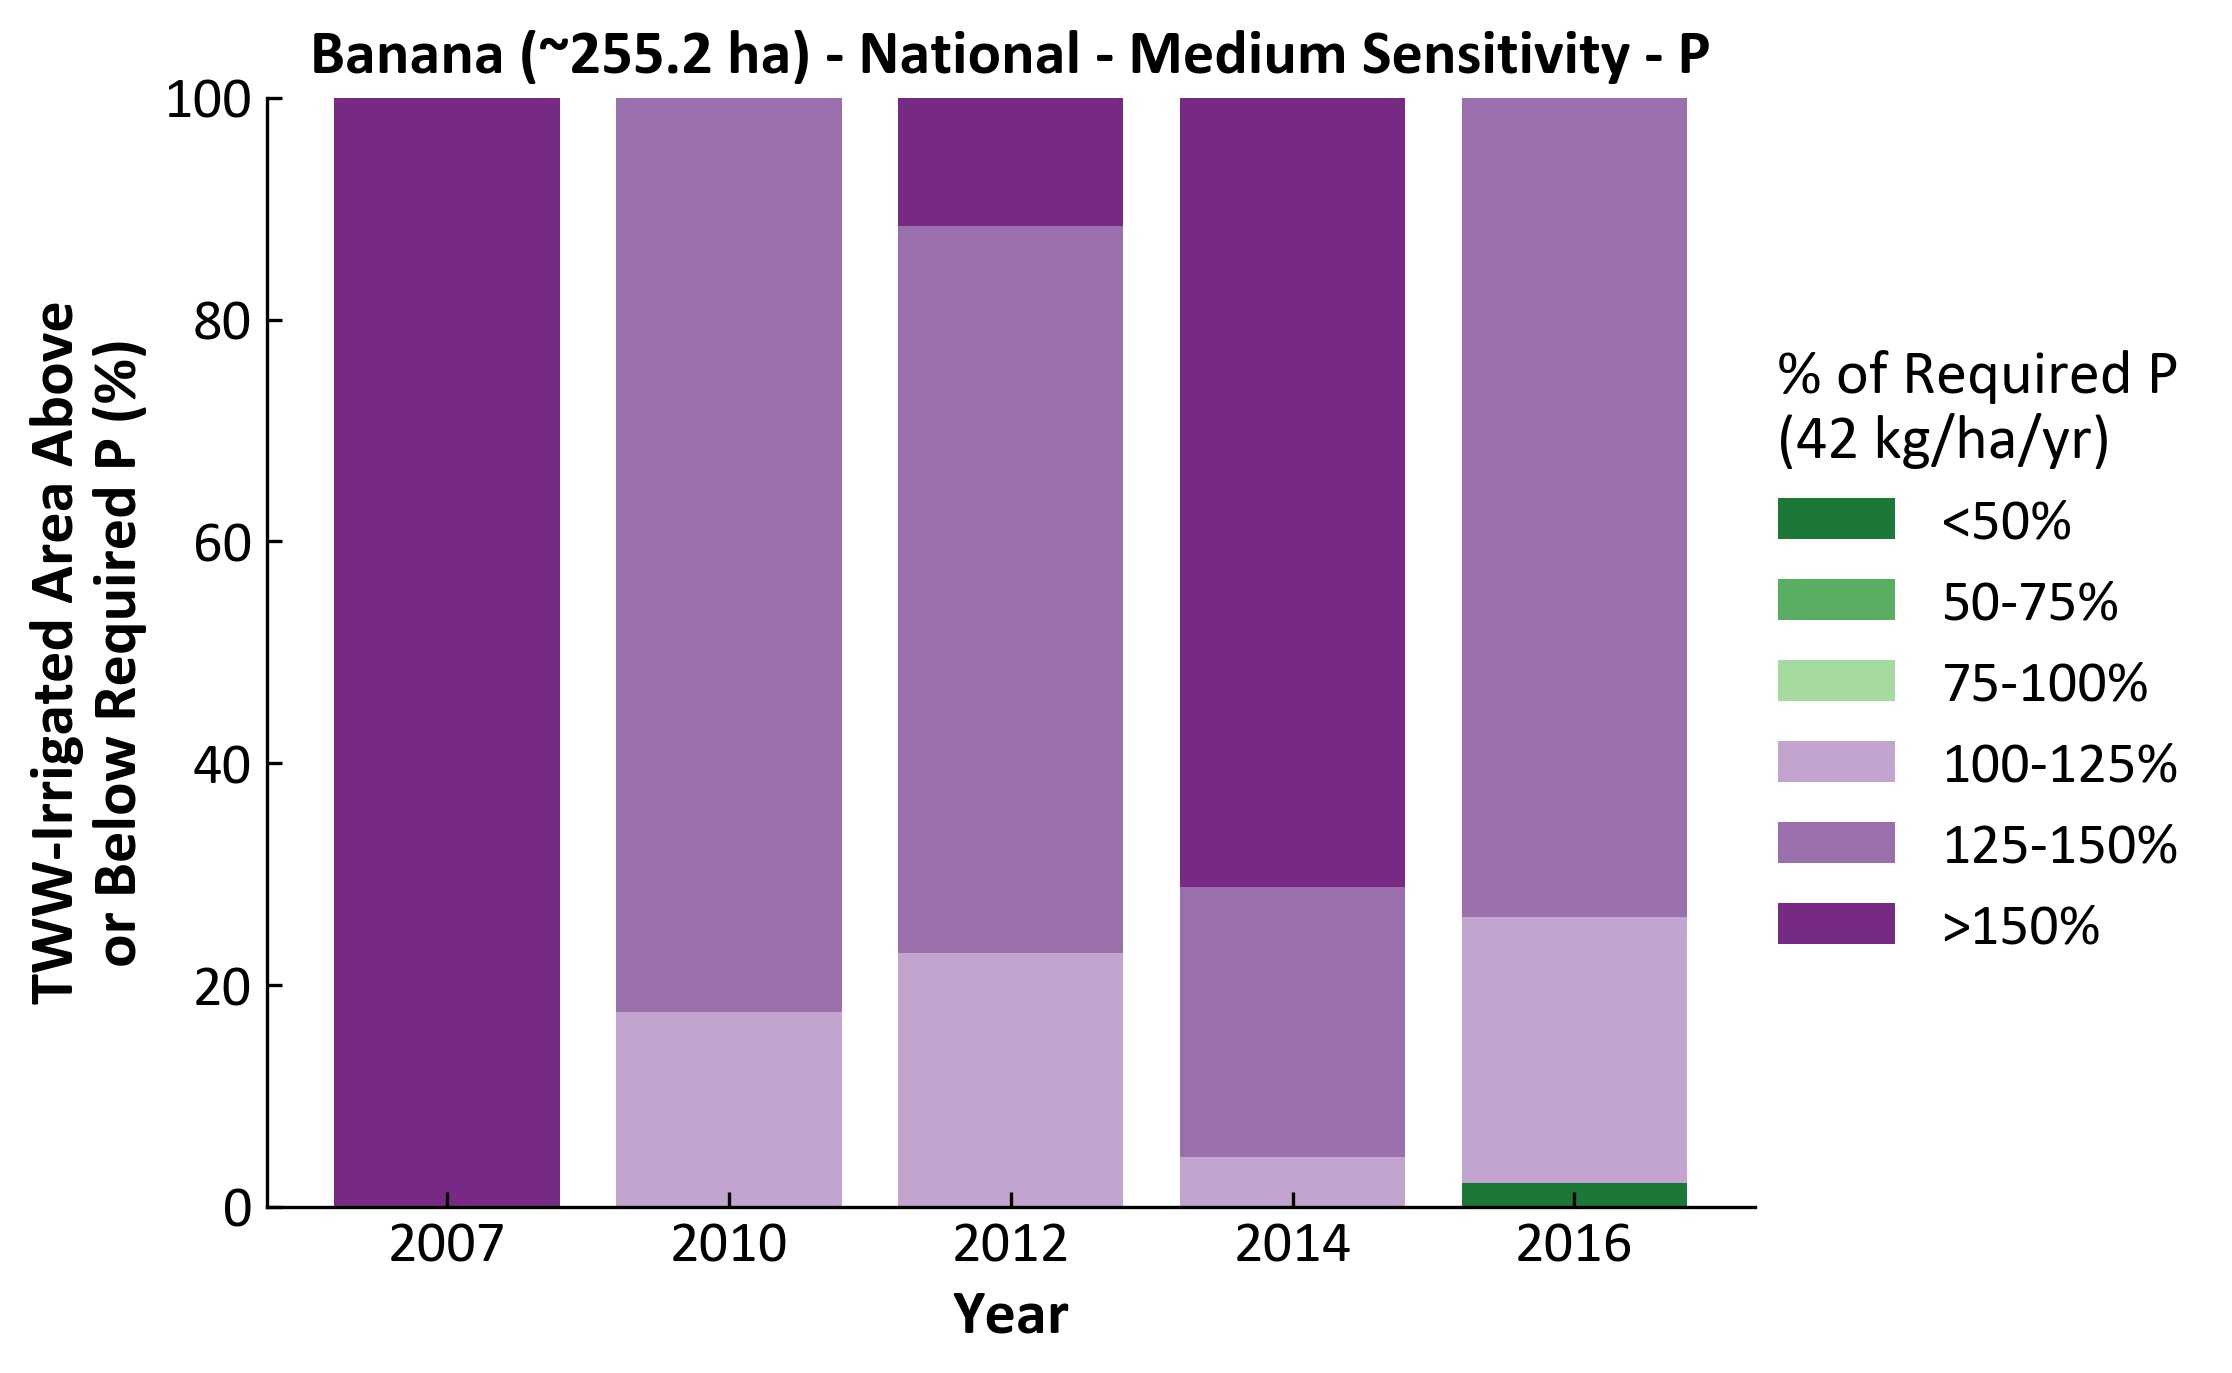 Banana (~255.2 ha) - National - Medium Sensitivity - P
TWW-Irrigated Area Above
or Below Required P (%)
100
80
60
40
20
0
2007
2010
2012
2014
2016
Year
% of Required P
(42 kg/ha/yr)
<50%
50-75%
75-100%
100-125%
125-150%
>150%